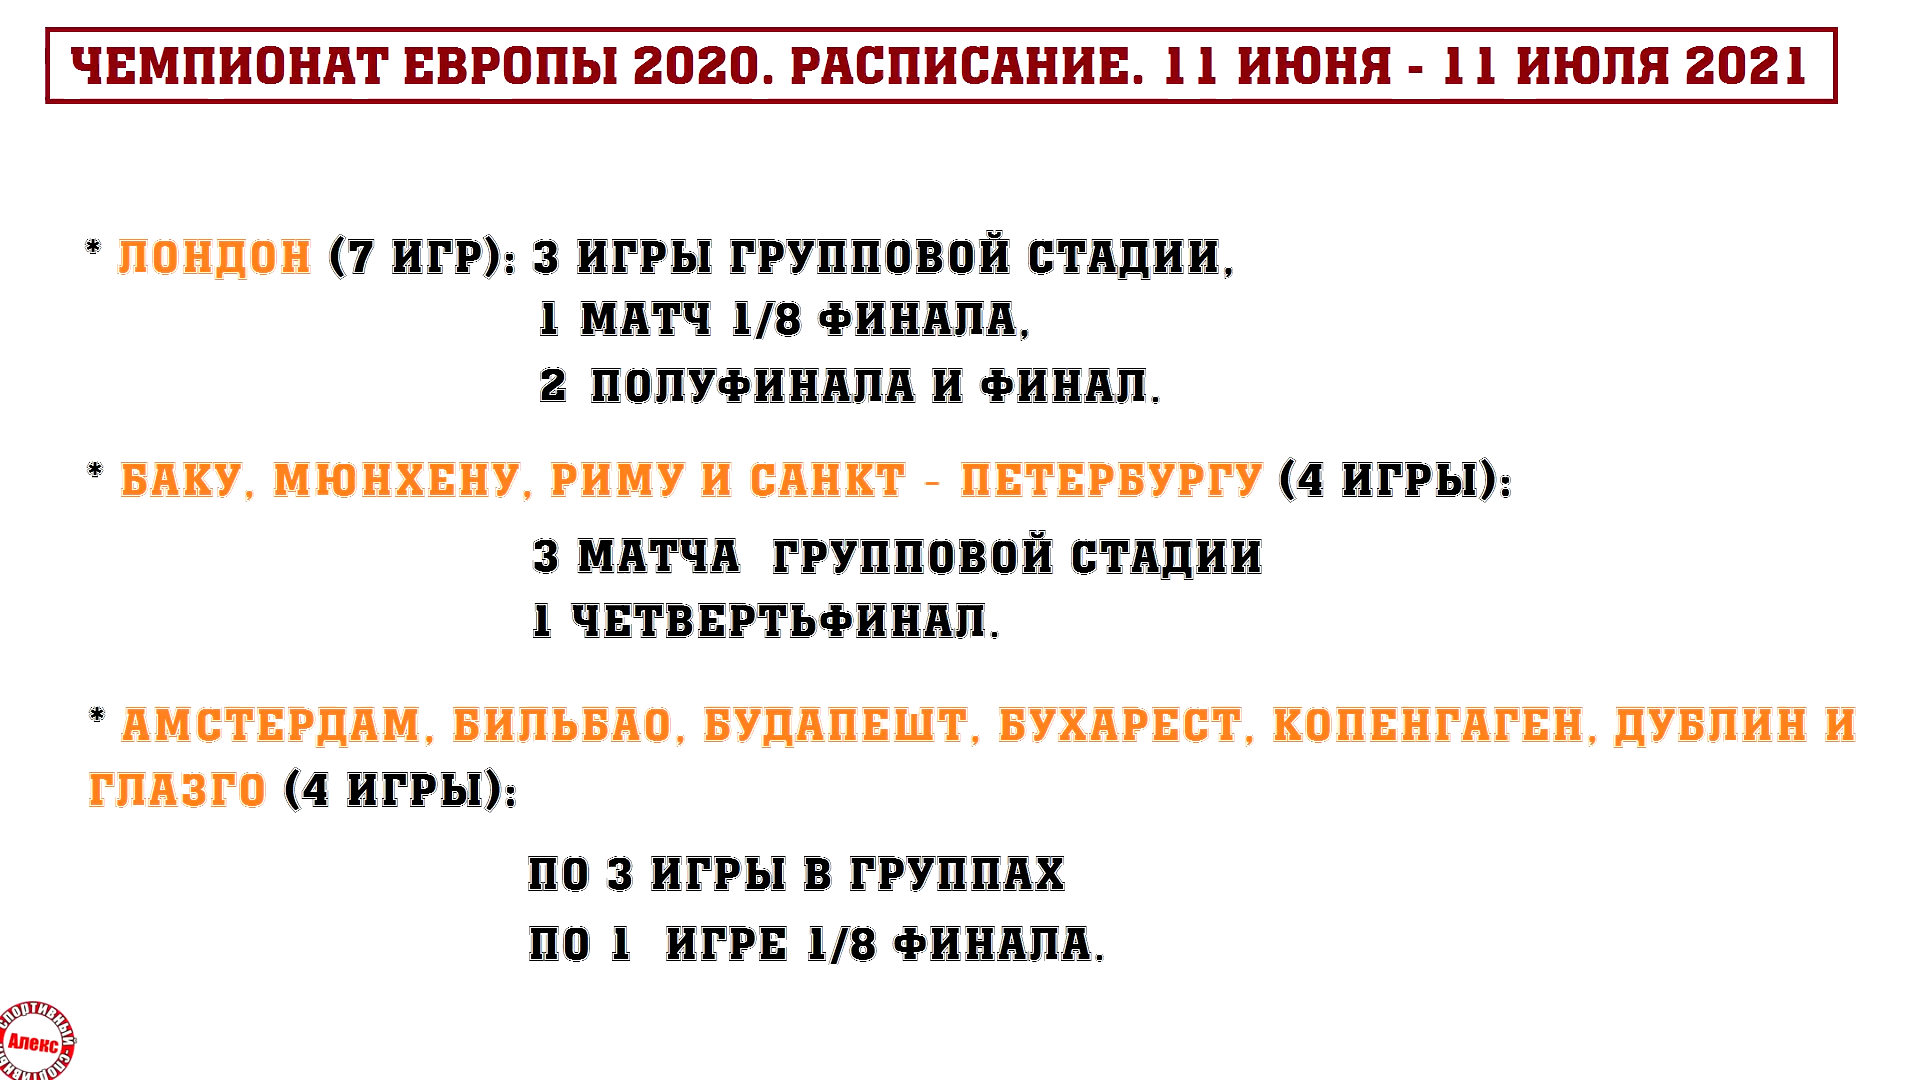 ЧЕМПИОНАТ ЕВРОПЫ 2020. РАСПИСАНИЕ. 11 ИЮНЯ - 11 ИЮЛЯ 2021
* ЛОНДОН (7 ИГР): 3 ИГРЫ ГРУППОВОЙ СТАДИИ,
1 МАТЧ 1/8 ФИНАЛА,
2 ПОЛУФИНАЛА И ФИНАЛ.
* БАКУ, МЮНХЕНУ, РИМУ И САНКТ - ПЕТЕРБУРГУ (4 ИГРЫ):
3 МАТЧА ГРУППОВОЙ СТАДИИ
1 ЧЕТВЕРТЬФИНАЛ.
* АМСТЕРДАМ, БИЛЬБАО, БУДАПЕШТ, БУХАРЕСТ, КОПЕНГАГЕН, ДУБЛИН И
ГЛАЗГО (4 ИГРЫ):
ПО 3 ИГРЫ В ГРУППАХ
ПО 1 ИГРЕ 1/8 ФИНАЛА.
СПОРТИВНЫЙ
Алекс